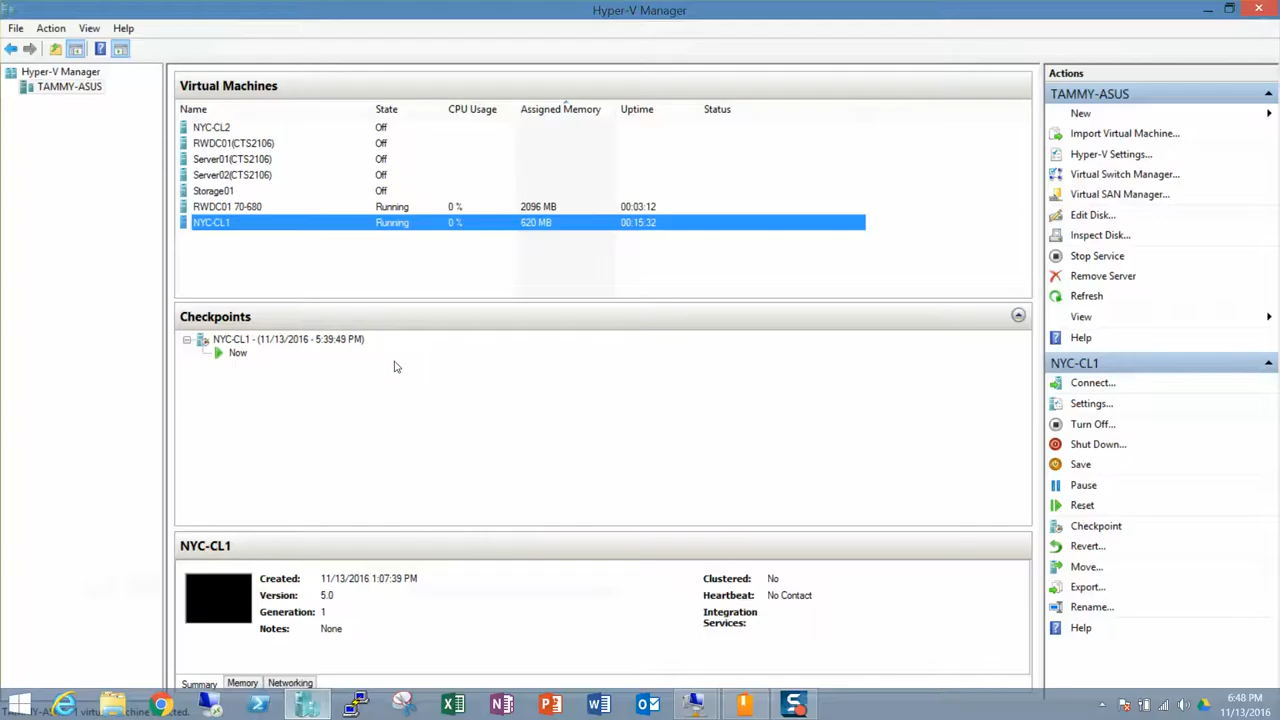 Hyper-V Manager
File Action View Help
Hyper-V Manager
TAMMY-ASUS
Virtual Machines
Name State CPU Usage Assigned Memory Uptime Status
NYC-CL2 Off
RWDC01(CTS2106) Off
Server01(CTS2106) Off
Server02(CTS2106) Off
Storage01 Off
RWDC01 70-680 Running 0 % 2096 MB 00:03:12
NYC-CL1 Running 0 % 620 MB 00:15:32
Checkpoints
NYC-CL1 - (11/13/2016 - 5:39:49 PM)
Now
NYC-CL1
Created: 11/13/2016 1:07:39 PM Clustered: No
Version: 5.0 Heartbeat: No Contact
Generation: 1 Integration
Services:
Notes: None
Summary Memory Networking
Actions
TAMMY-ASUS
New
Import Virtual Machine...
Hyper-V Settings...
Virtual Switch Manager...
Virtual SAN Manager...
Edit Disk...
Inspect Disk...
Stop Service
Remove Server
Refresh
View
Help
NYC-CL1
Connect...
Settings...
Turn Off...
Shut Down...
Save
Pause
Reset
Checkpoint
Revert...
Move...
Export...
Rename...
Help
6:48 PM
11/13/2016